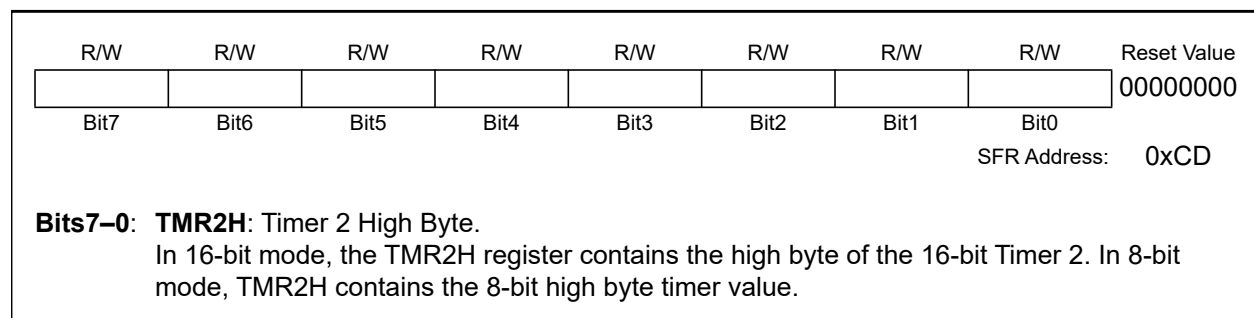 R/W R/W R/W R/W R/W R/W R/W R/W Reset Value
00000000
Bit7 Bit6 Bit5 Bit4 Bit3 Bit2 Bit1 Bit0
SFR Address: 0xCD
Bits7–0: TMR2H: Timer 2 High Byte.
In 16-bit mode, the TMR2H register contains the high byte of the 16-bit Timer 2. In 8-bit
mode, TMR2H contains the 8-bit high byte timer value.